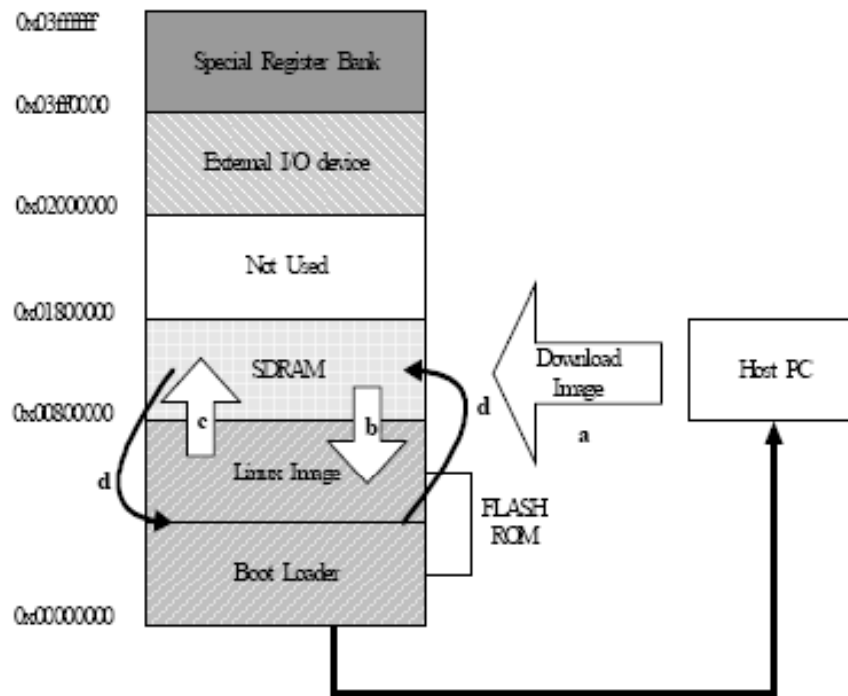 0x03ffffff
Special Register Bank
0x03ff0000
External I/O device
0x02000000
Not Used
0x01800000
SDRAM
Download
Image
Host PC
a
c
b
d
0x00800000
Linux Image
d
FLASH
ROM
Boot Loader
0x00000000